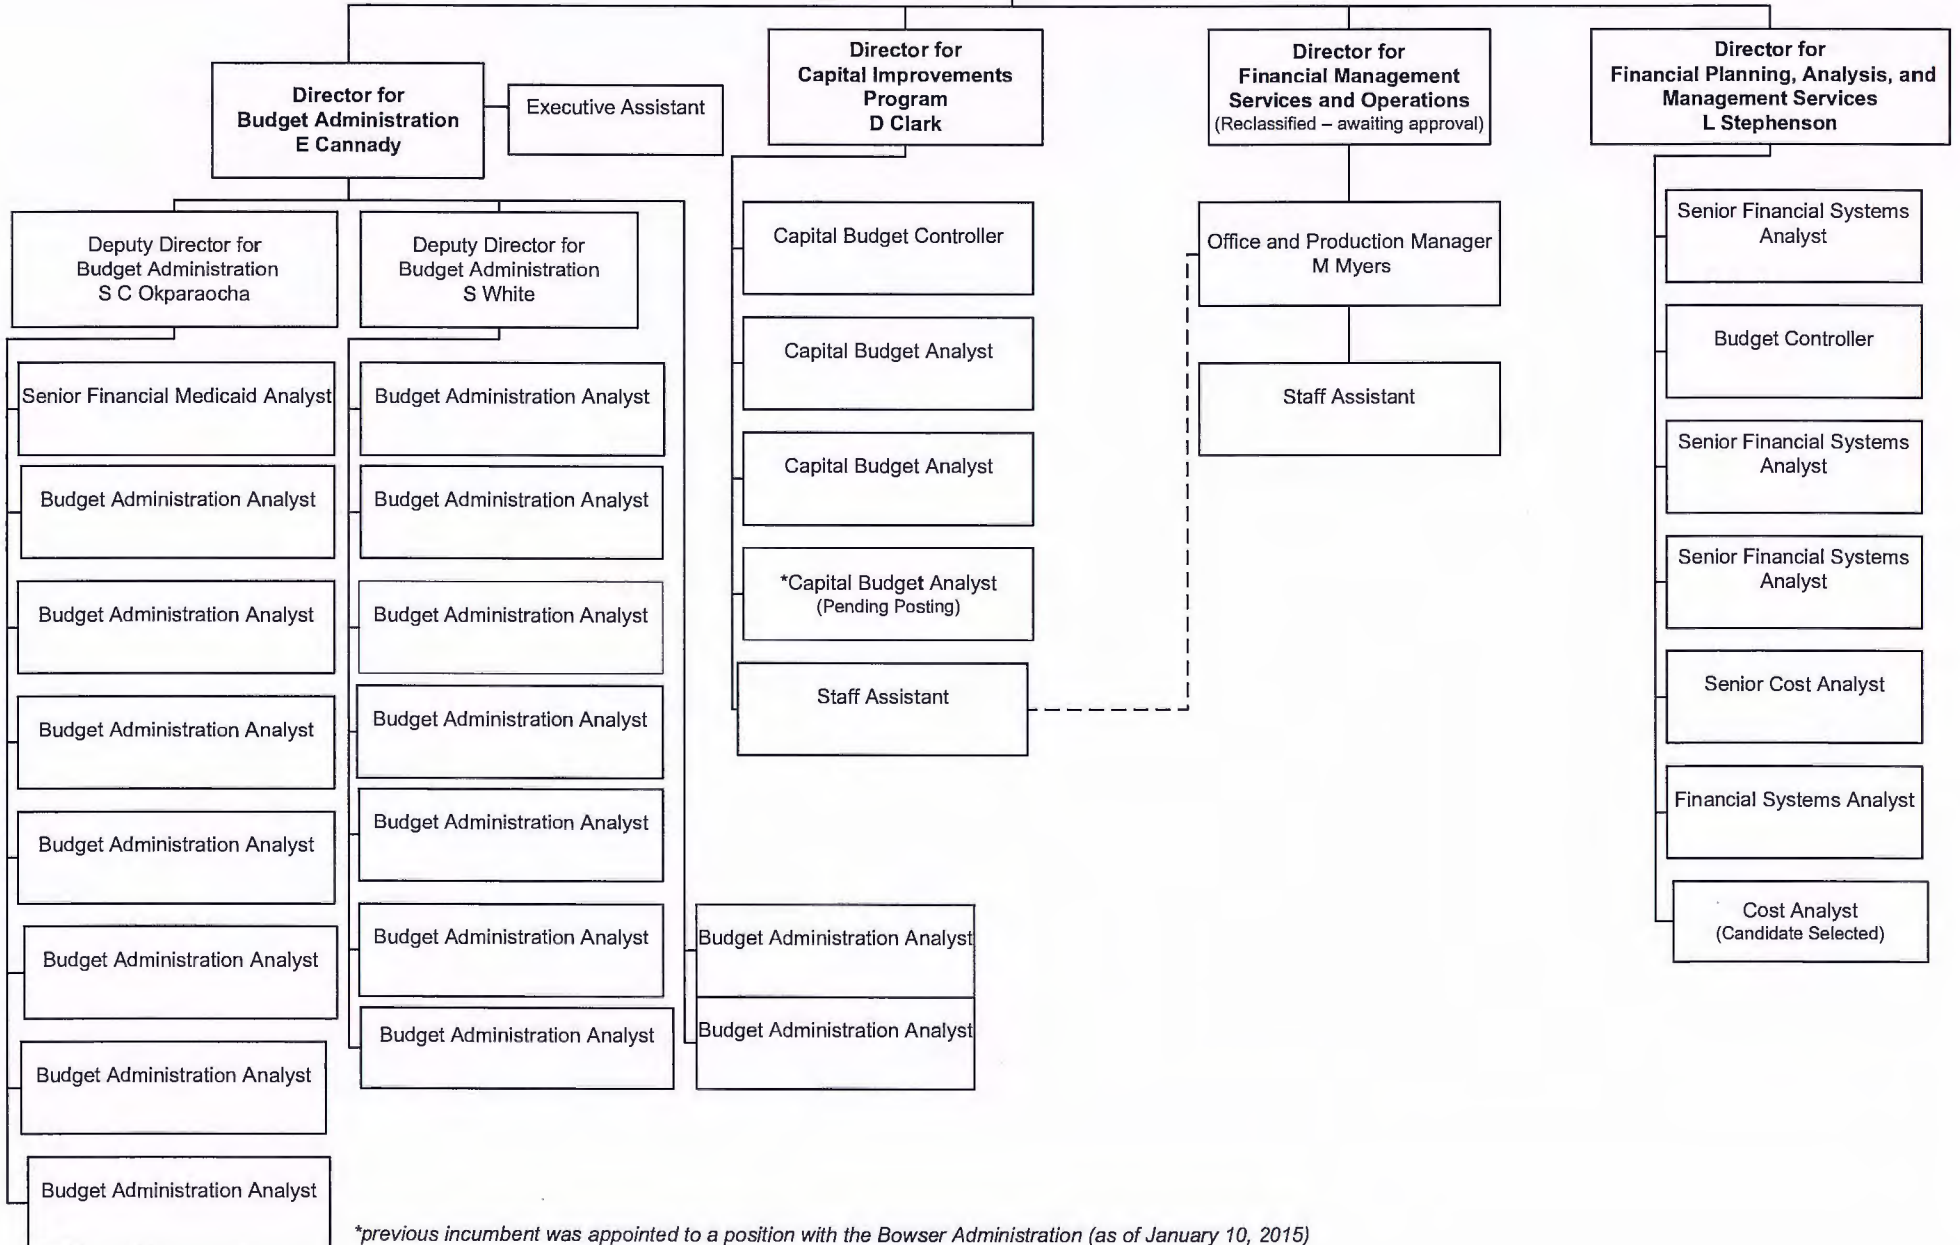 Director for
Budget Administration
E Cannady
Executive Assistant
Director for
Capital Improvements
Program
D Clark
Director for
Financial Management
Services and Operations
(Reclassified – awaiting approval)
Director for
Financial Planning, Analysis, and
Management Services
L Stephenson
Deputy Director for
Budget Administration
S C Okparaocha
Senior Financial Medicaid Analyst
Budget Administration Analyst
Budget Administration Analyst
Budget Administration Analyst
Budget Administration Analyst
Budget Administration Analyst
Budget Administration Analyst
Budget Administration Analyst
Deputy Director for
Budget Administration
S White
Budget Administration Analyst
Budget Administration Analyst
Budget Administration Analyst
Budget Administration Analyst
Budget Administration Analyst
Budget Administration Analyst
Budget Administration Analyst
Budget Administration Analyst
Budget Administration Analyst
Capital Budget Controller
Capital Budget Analyst
Capital Budget Analyst
*Capital Budget Analyst
(Pending Posting)
Staff Assistant
Office and Production Manager
M Myers
Staff Assistant
Senior Financial Systems
Analyst
Budget Controller
Senior Financial Systems
Analyst
Senior Financial Systems
Analyst
Senior Cost Analyst
Financial Systems Analyst
Cost Analyst
(Candidate Selected)
*previous incumbent was appointed to a position with the Bowser Administration (as of January 10, 2015)